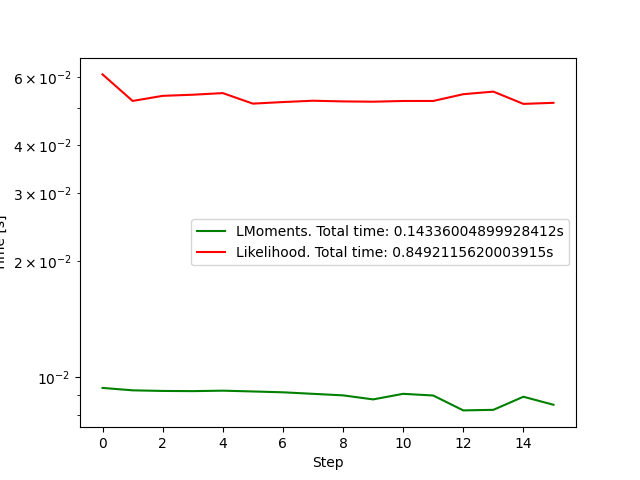 6 × 10⁻²
4 × 10⁻²
3 × 10⁻²
2 × 10⁻²
10⁻²
LMoments. Total time: 0.14336004899928412s
Likelihood. Total time: 0.8492115620003915s
0 2 4 6 8 10 12 14
Step